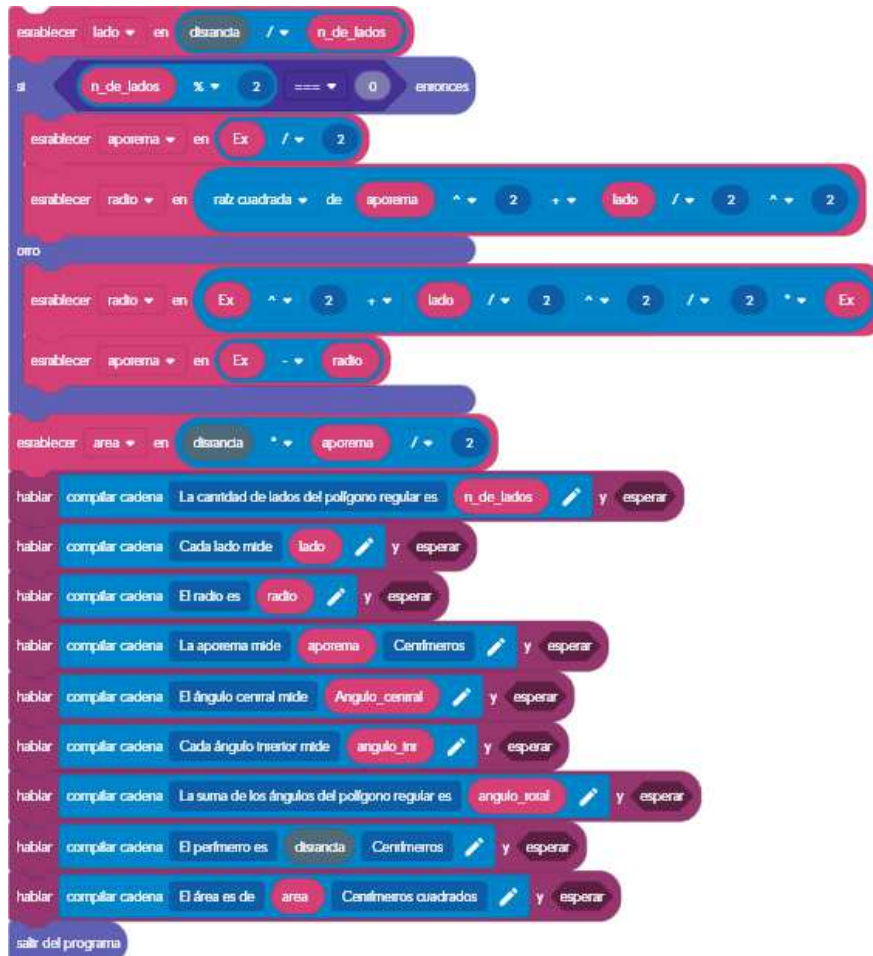 establecer lado en distancia / n_de_lados
si n_de_lados % 2 === 0 entonces
establecer apotema en Ex / 2
establecer radio en raíz cuadrada de apotema ^ 2 + lado / 2 ^ 2
otro
establecer radio en Ex ^ 2 + lado / 2 ^ 2 / 2 * Ex
establecer apotema en Ex - radio
establecer area en distancia * apotema / 2
hablar compilar cadena La cantidad de lados del polígono regular es n_de_lados y esperar
hablar compilar cadena Cada lado mide lado y esperar
hablar compilar cadena El radio es radio y esperar
hablar compilar cadena La apotema mide apotema Centímetros y esperar
hablar compilar cadena El ángulo central mide Angulo_central y esperar
hablar compilar cadena Cada ángulo interior mide angulo_int y esperar
hablar compilar cadena La suma de los ángulos del polígono regular es angulo_total y esperar
hablar compilar cadena El perímetro es distancia Centímetros y esperar
hablar compilar cadena El área es de area Centímetros cuadrados y esperar
salir del programa